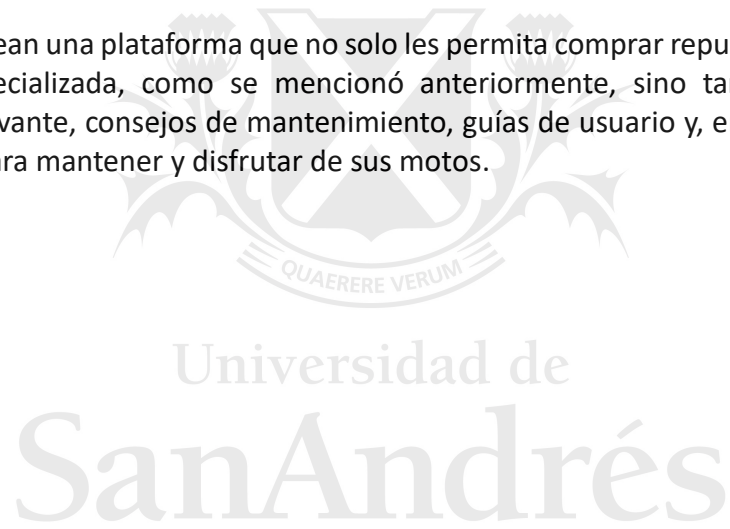 ean una plataforma que no solo les permita comprar repu
ecializada, como se mencionó anteriormente, sino ta
vante, consejos de mantenimiento, guías de usuario y, e
ara mantener y disfrutar de sus motos.
QUAERERE VERUM
Universidad de
SanAndrés